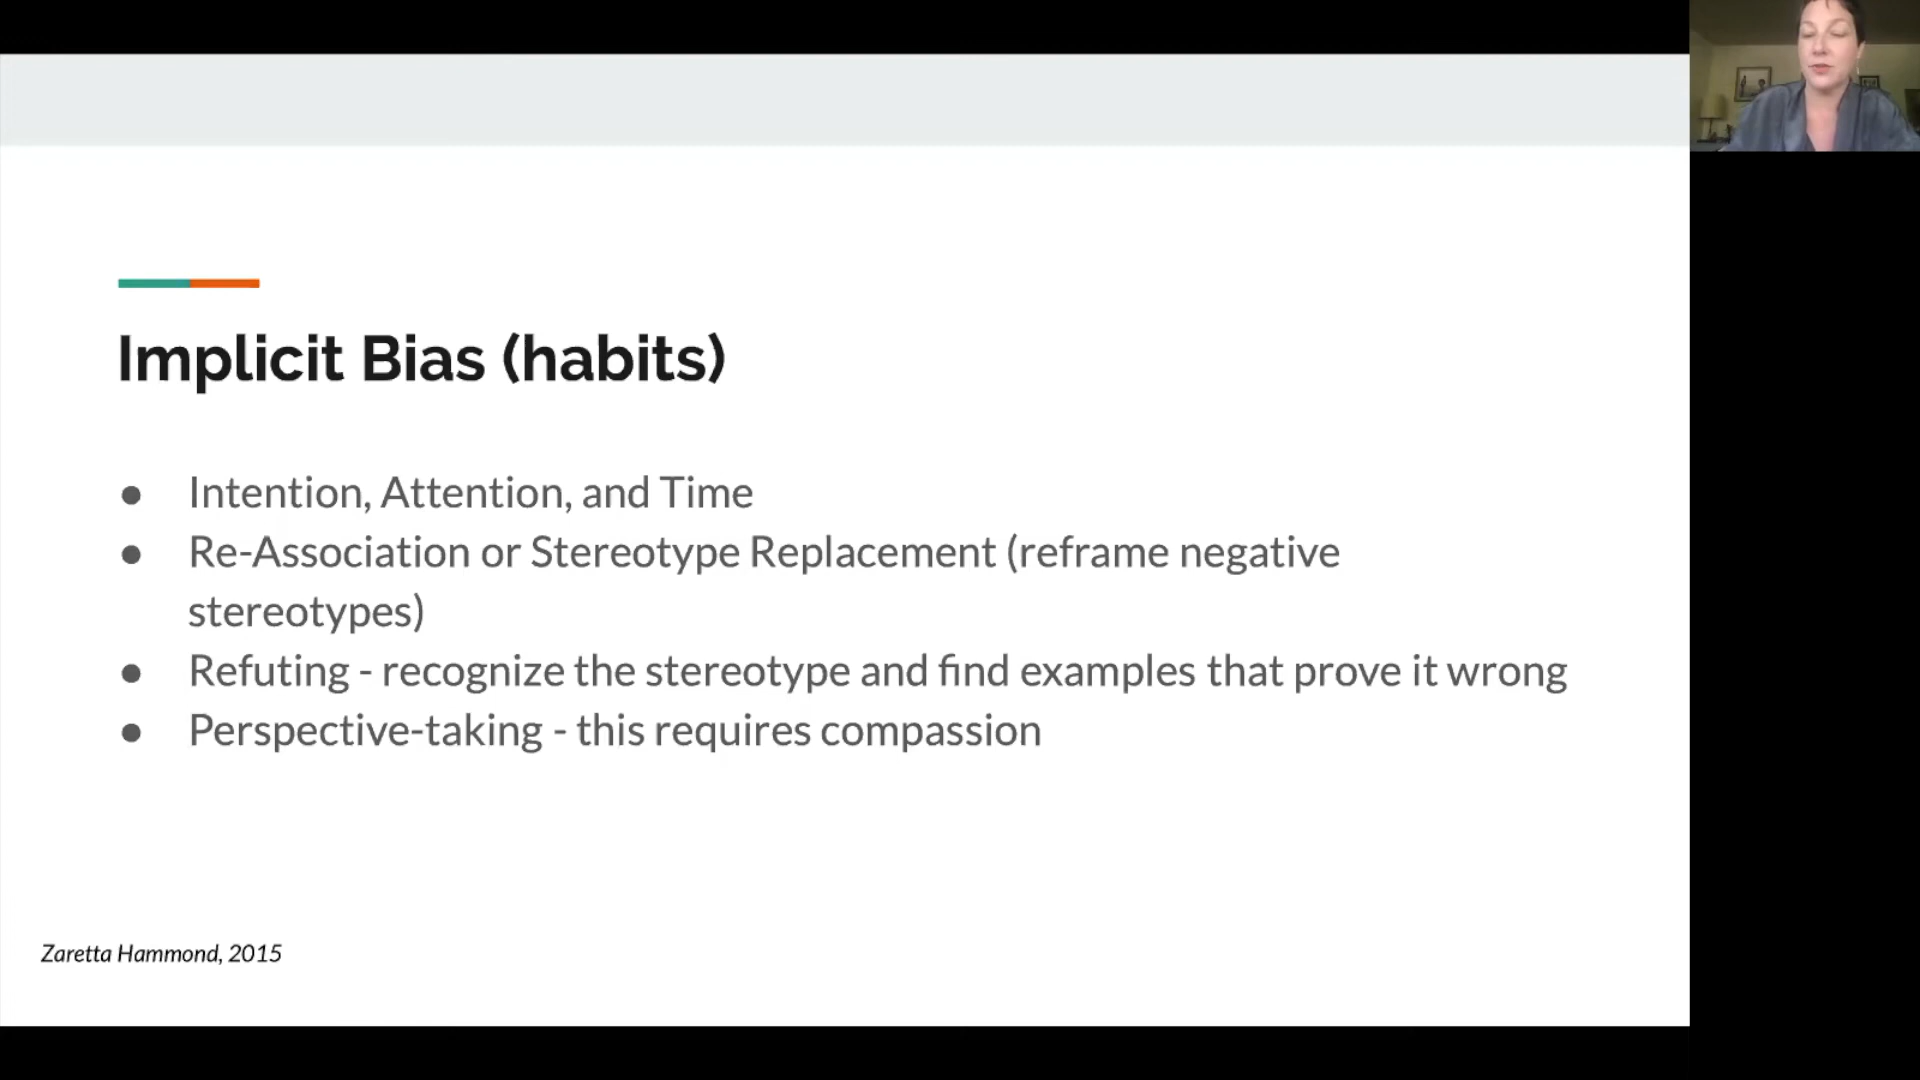 Implicit Bias (habits)
● Intention, Attention, and Time
● Re-Association or Stereotype Replacement (reframe negative
stereotypes)
● Refuting - recognize the stereotype and find examples that prove it wrong
● Perspective-taking - this requires compassion
Zaretta Hammond, 2015